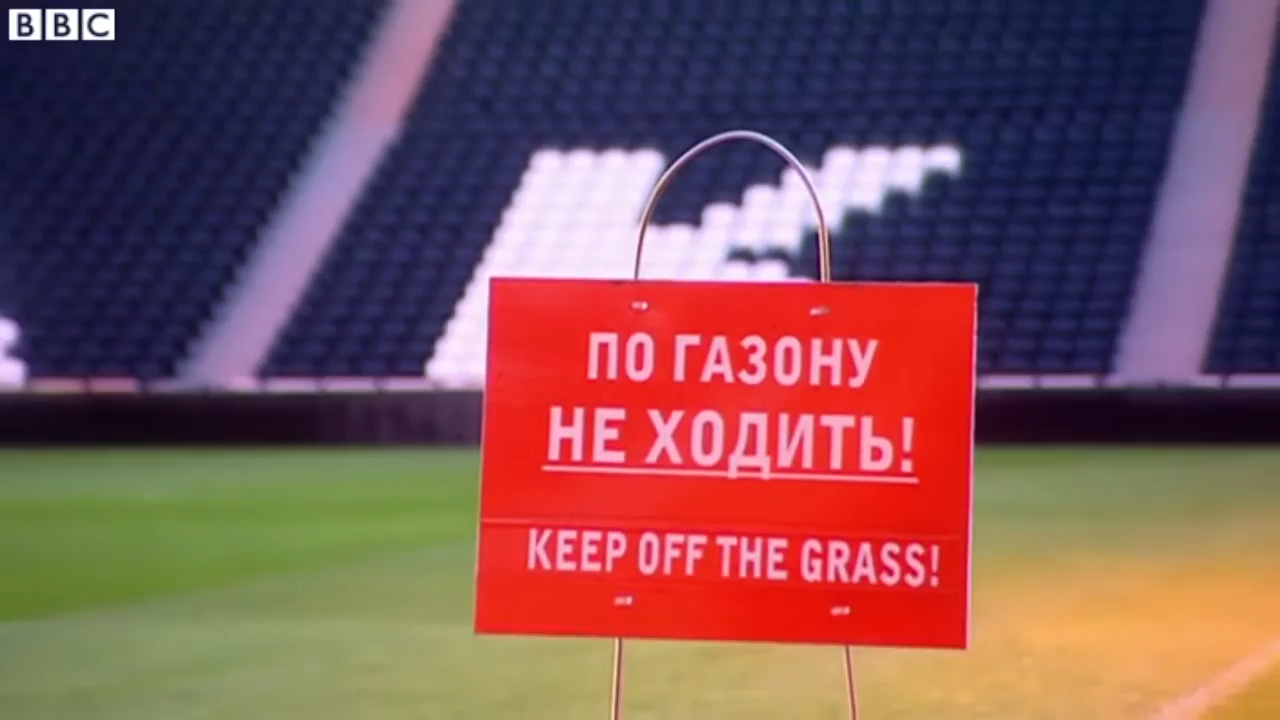 BBC
ПО ГАЗОНУ
НЕ ХОДИТЬ!
KEEP OFF THE GRASS!